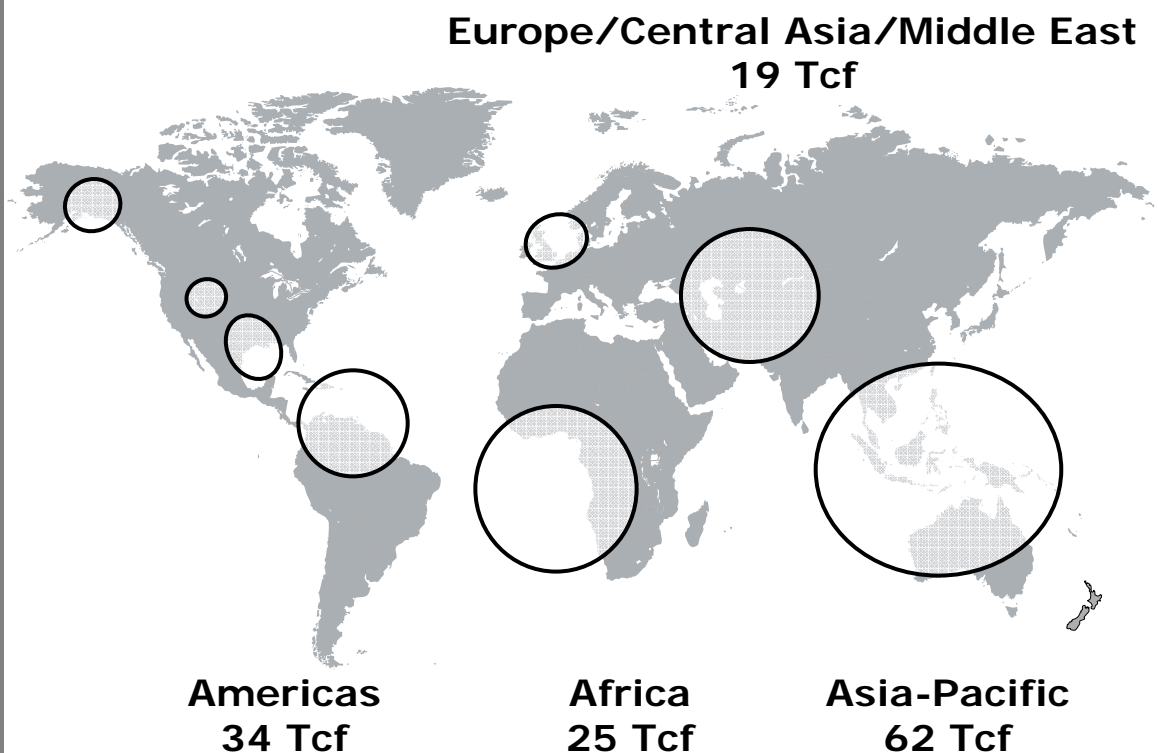 Europe/Central Asia/Middle East
19 Tcf
Americas
34 Tcf
Africa
25 Tcf
Asia-Pacific
62 Tcf